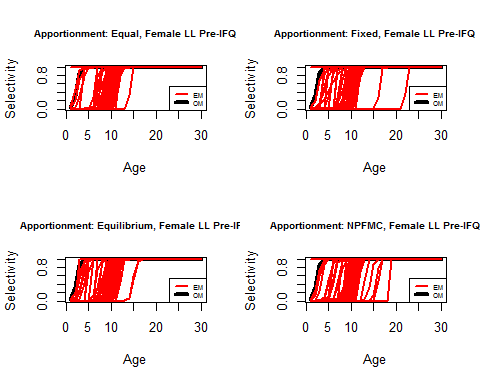 Apportionment: Equal, Female LL Pre-IFQ
Selectivity
0.0 0.8
EM
OM
0 5 10 20 30
Age
Apportionment: Fixed, Female LL Pre-IFQ
Selectivity
0.0 0.8
EM
OM
0 5 10 20 30
Age
Apportionment: Equilibrium, Female LL Pre-IF
Selectivity
0.0 0.8
EM
OM
0 5 10 20 30
Age
Apportionment: NPFMC, Female LL Pre-IFQ
Selectivity
0.0 0.8
EM
OM
0 5 10 20 30
Age